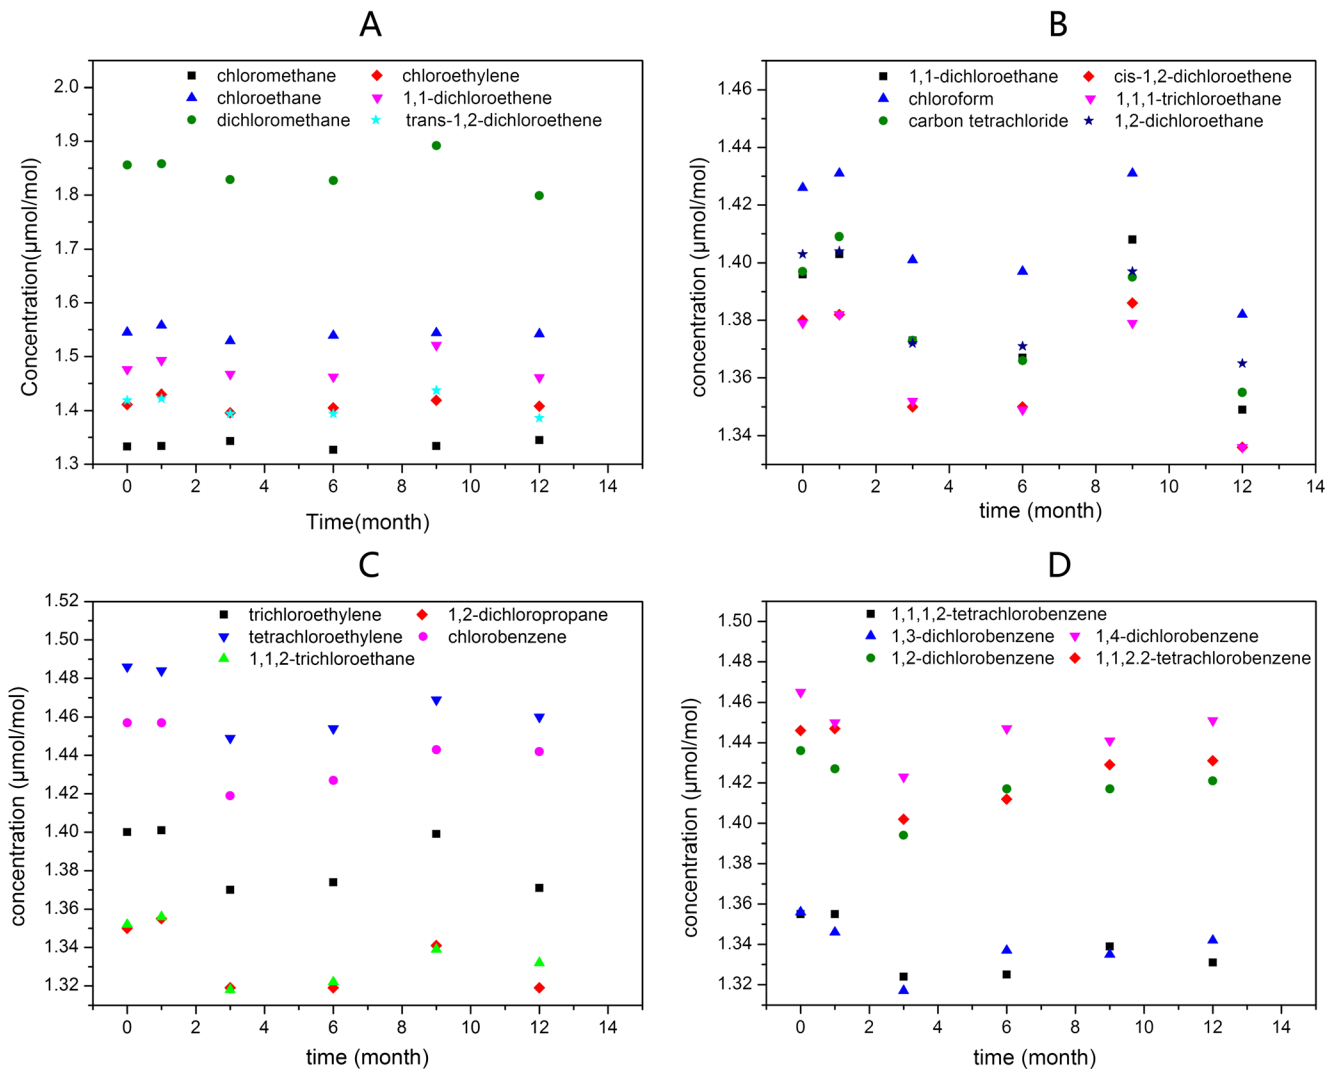 A
Concentration(μmol/mol)
2.0
1.9
1.8
1.7
1.6
1.5
1.4
1.3
chloromethane
chloroethylene
chloroethane
1,1-dichloroethene
dichloromethane
trans-1,2-dichloroethene
0 2 4 6 8 10 12 14
Time(month)
B
concentration (μmol/mol)
1.46
1.44
1.42
1.40
1.38
1.36
1.34
1,1-dichloroethane
cis-1,2-dichloroethene
chloroform
1,1,1-trichloroethane
carbon tetrachloride
1,2-dichloroethane
0 2 4 6 8 10 12 14
time (month)
C
concentration (μmol/mol)
1.52
1.50
1.48
1.46
1.44
1.42
1.40
1.38
1.36
1.34
1.32
trichloroethylene
1,2-dichloropropane
tetrachloroethylene
chlorobenzene
1,1,2-trichloroethane
0 2 4 6 8 10 12 14
time (month)
D
concentration (μmol/mol)
1.50
1.48
1.46
1.44
1.42
1.40
1.38
1.36
1.34
1.32
1,1,1,2-tetrachlorobenzene
1,3-dichlorobenzene
1,4-dichlorobenzene
1,2-dichlorobenzene
1,1,2.2-tetrachlorobenzene
0 2 4 6 8 10 12 14
time (month)